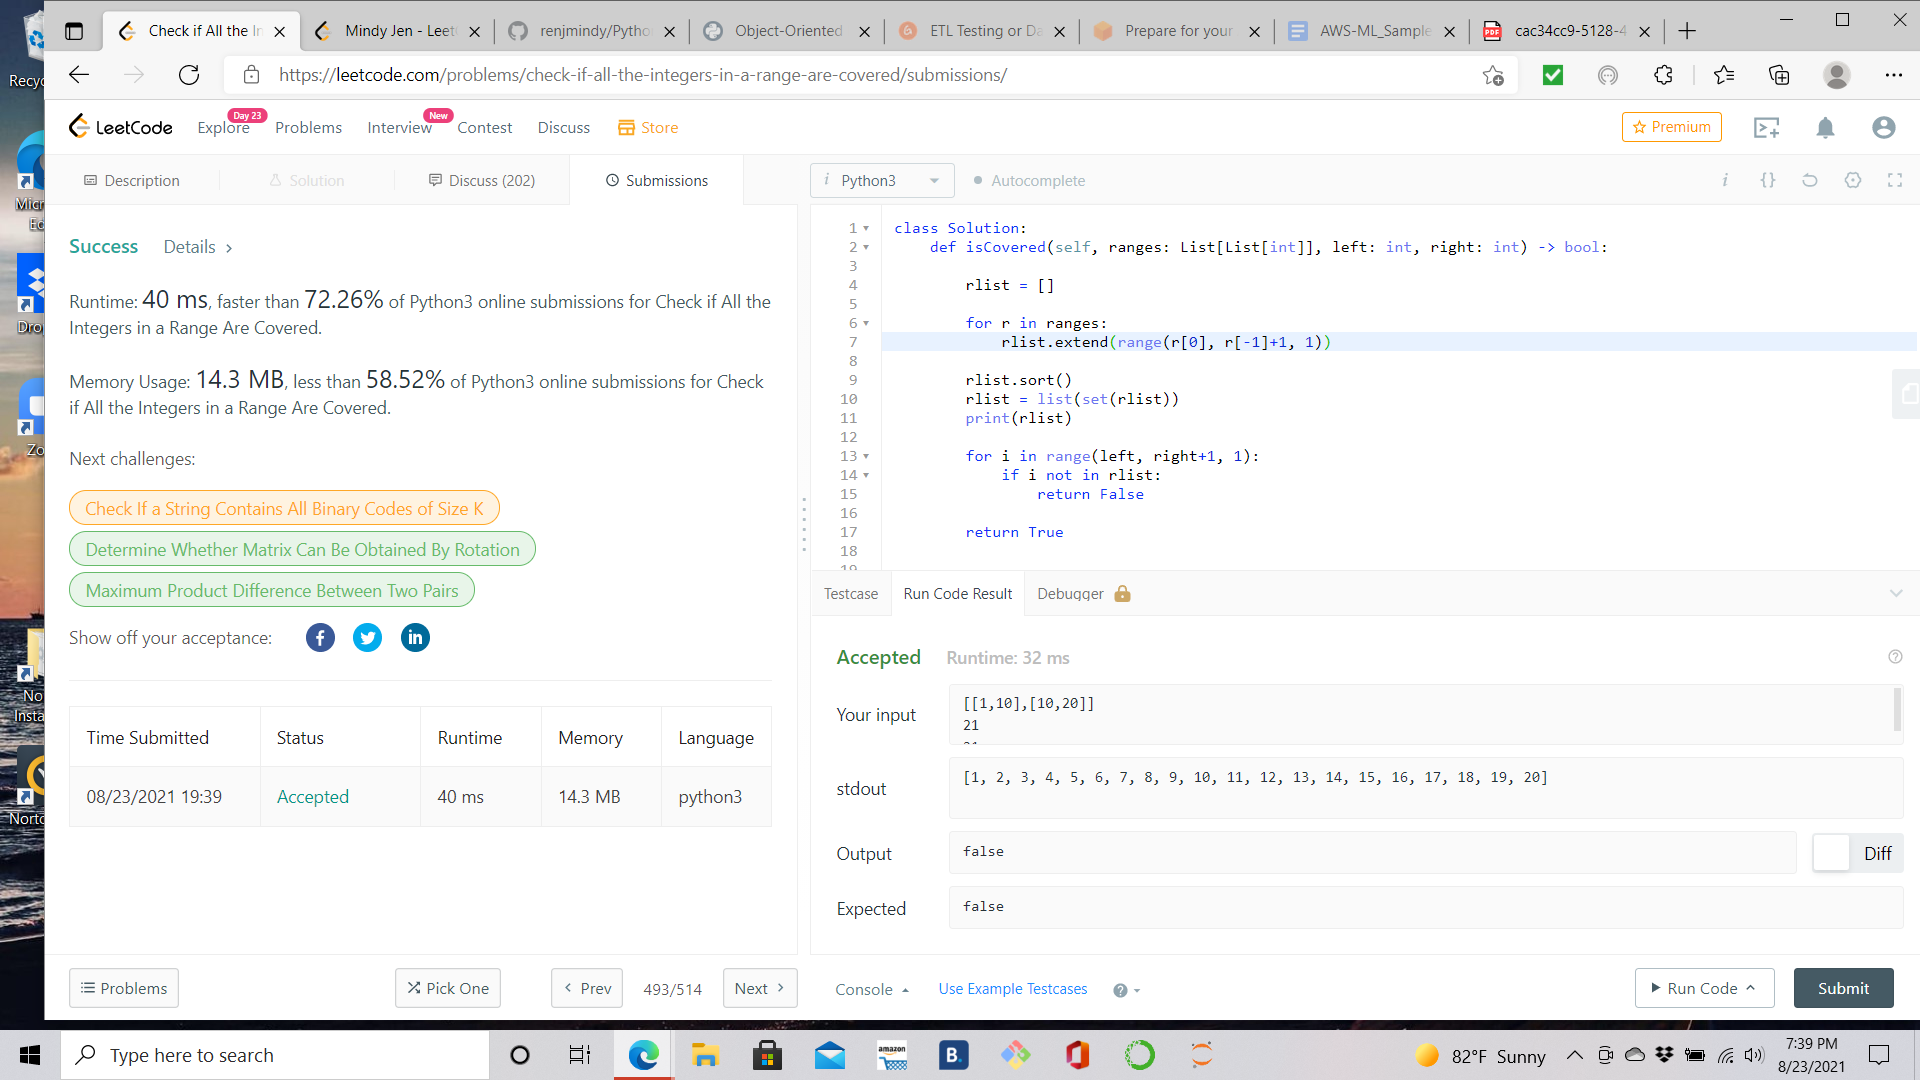 Check if All the In
Mindy Jen - Leet
renjmindy/Pytho
Object-Oriented
ETL Testing or Da
Prepare for your
AWS-ML_Sample
cac34cc9-5128-4
https://leetcode.com/problems/check-if-all-the-integers-in-a-range-are-covered/submissions/
LeetCode
Explore
Day 23
Problems
Interview
New
Contest
Discuss
Store
Premium
Description
Solution
Discuss (202)
Submissions
i Python3
Autocomplete
Success
Details
Runtime: 40 ms, faster than 72.26% of Python3 online submissions for Check if All the
Integers in a Range Are Covered.
Memory Usage: 14.3 MB, less than 58.52% of Python3 online submissions for Check
if All the Integers in a Range Are Covered.
Next challenges:
Check If a String Contains All Binary Codes of Size K
Determine Whether Matrix Can Be Obtained By Rotation
Maximum Product Difference Between Two Pairs
Show off your acceptance:
Time Submitted Status Runtime Memory Language
08/23/2021 19:39 Accepted 40 ms 14.3 MB python3
1 class Solution:
2 def isCovered(self, ranges: List[List[int]], left: int, right: int) -> bool:
3
4 rlist = []
5
6 for r in ranges:
7 rlist.extend(range(r[0], r[-1]+1, 1))
8
9 rlist.sort()
10 rlist = list(set(rlist))
11 print(rlist)
12
13 for i in range(left, right+1, 1):
14 if i not in rlist:
15 return False
16
17 return True
18
Testcase
Run Code Result
Debugger
Accepted
Runtime: 32 ms
Your input
[[1,10],[10,20]]
21
stdout
[1, 2, 3, 4, 5, 6, 7, 8, 9, 10, 11, 12, 13, 14, 15, 16, 17, 18, 19, 20]
Output
false
Diff
Expected
false
Problems
Pick One
Prev
493/514
Next
Console
Use Example Testcases
Run Code
Submit
Recyc
Micr
Ed
Dro
Zo
No
Insta
Norto
Type here to search
amazon
B.
82°F Sunny
7:39 PM
8/23/2021